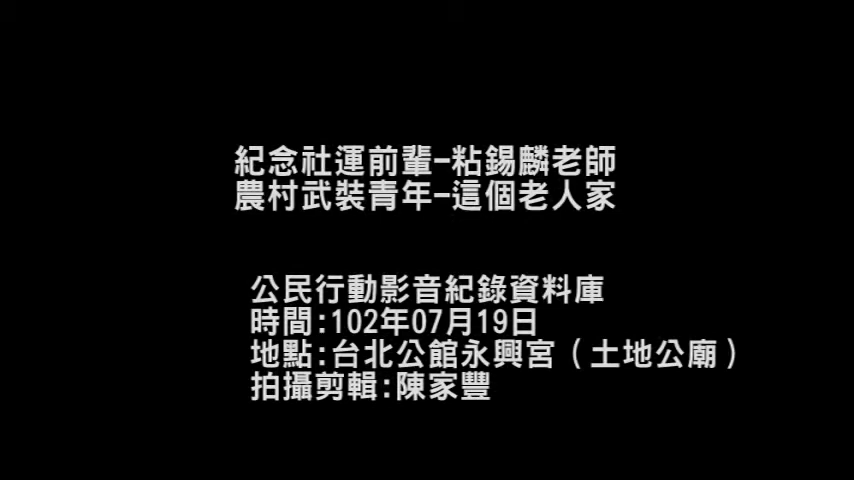 紀念社運前輩-粘錫麟老師
農村武裝青年-這個老人家
公民行動影音紀錄資料庫
時間:102年07月19日
地點:台北公館永興宮（土地公廟）
拍攝剪輯:陳家豐